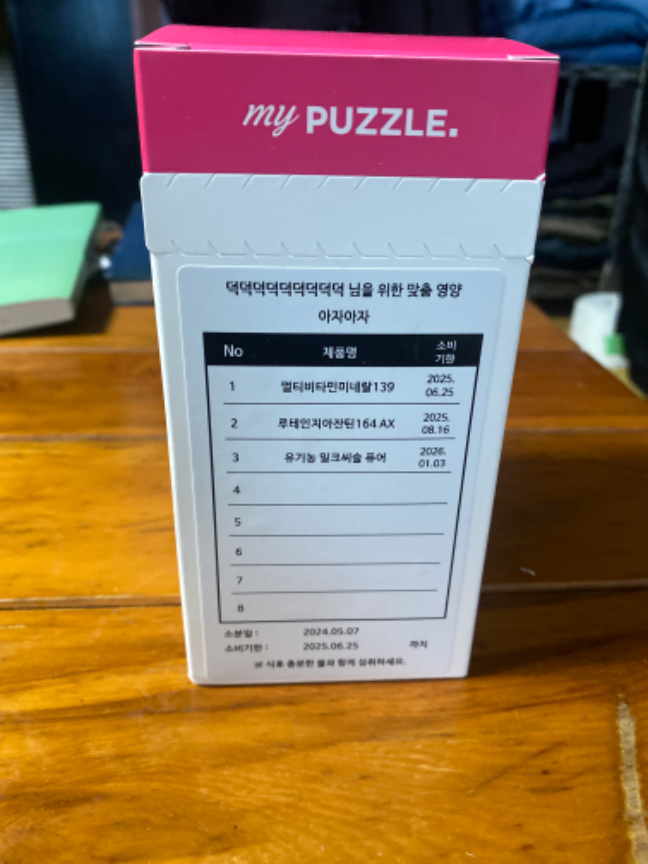 my PUZZLE.
덕덕덕덕덕덕덕덕덕 님을 위한 맞춤 영양
아자아자
No 제품명 소비
기한
1 멀티비타민미네랄139 2025.
06.25
2 루테인지아잔틴164 AX 2025.
08.16
3 유기농 밀크씨슬 퓨어 2026.
01.03
4
5
6
7
8
소분일 : 2024.05.07
소비기한 : 2025.06.25 까지
식후 충분한 물과 함께 섭취하세요.